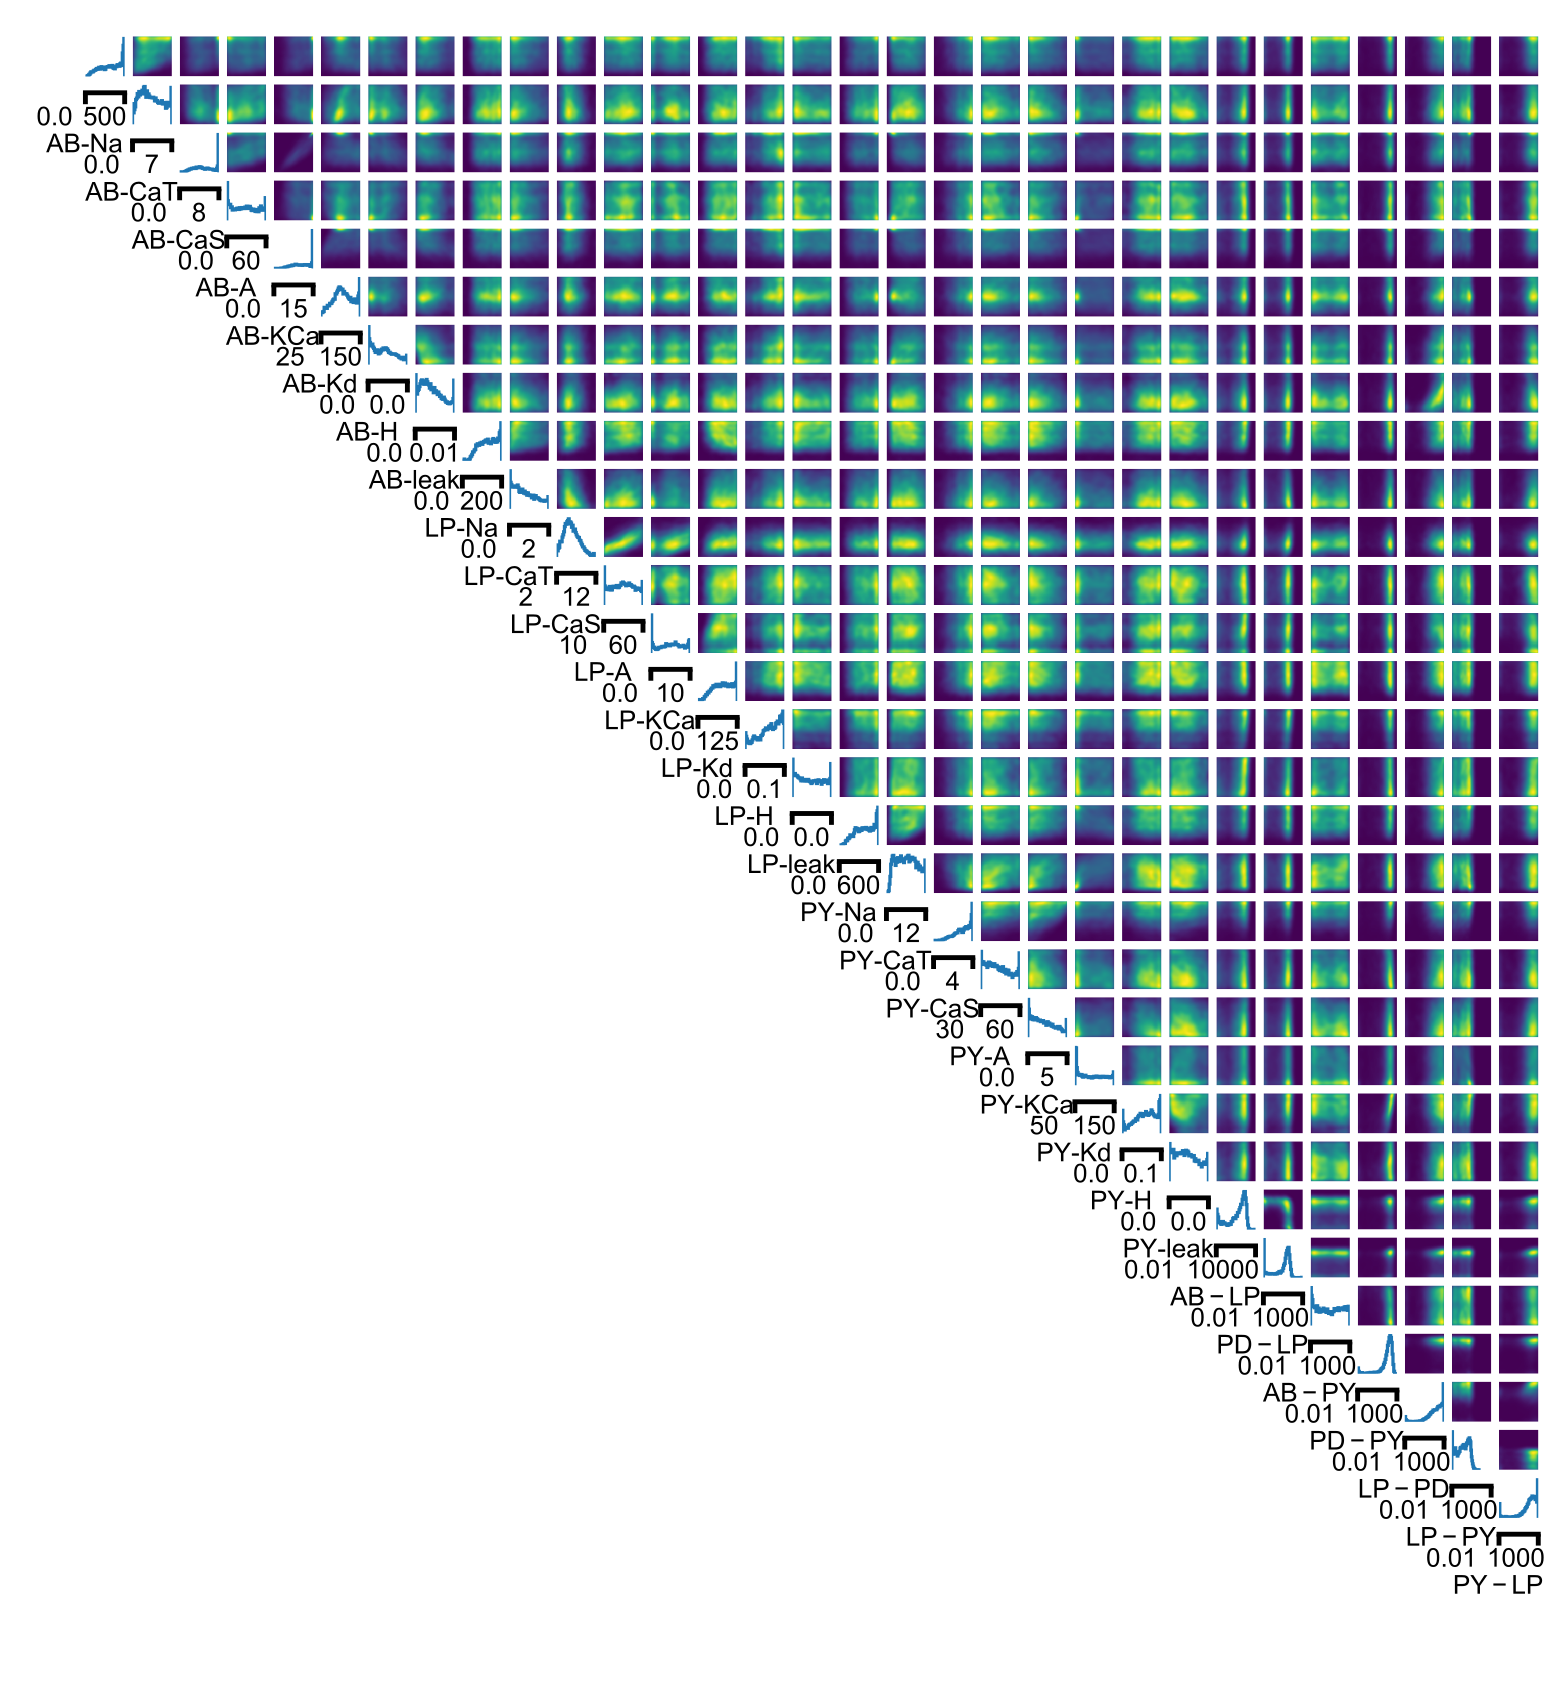 0.0 500
AB-Na
0.0 7
AB-CaT
0.0 8
AB-CaS
0.0 60
AB-A
0.0 15
AB-KCa
25 150
AB-Kd
0.0 0.0
AB-H
0.0 0.01
AB-leak
0.0 200
LP-Na
0.0 2
LP-CaT
2 12
LP-CaS
10 60
LP-A
0.0 10
LP-KCa
0.0 125
LP-Kd
0.0 0.1
LP-H
0.0 0.0
LP-leak
0.0 600
PY-Na
0.0 12
PY-CaT
0.0 4
PY-CaS
30 60
PY-A
0.0 5
PY-KCa
50 150
PY-Kd
0.0 0.1
PY-H
0.0 0.0
PY-leak
0.01 10000
AB – LP
0.01 1000
PD – LP
0.01 1000
AB – PY
0.01 1000
PD – PY
0.01 1000
LP – PD
0.01 1000
LP – PY
0.01 1000
PY – LP